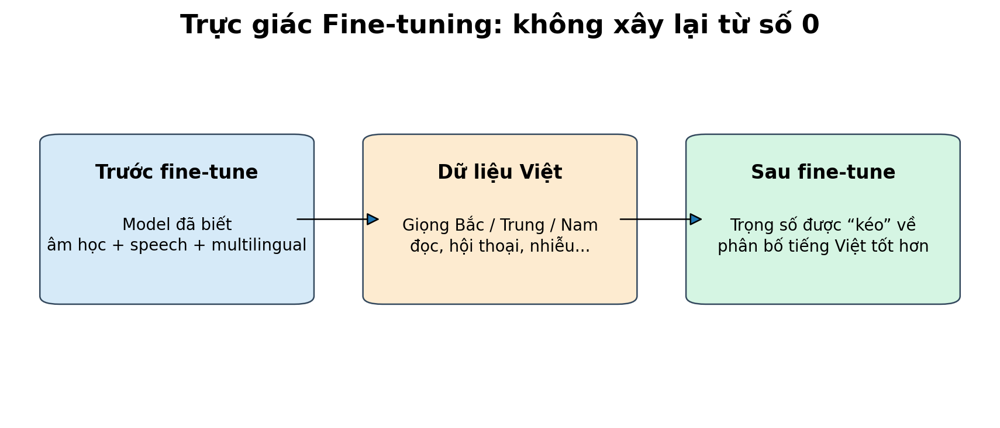 Trực giác Fine-tuning: không xây lại từ số 0
Trước fine-tune
Model đã biết
âm học + speech + multilingual
Dữ liệu Việt
Giọng Bắc / Trung / Nam
đọc, hội thoại, nhiễu...
Sau fine-tune
Trọng số được “kéo” về
phân bố tiếng Việt tốt hơn